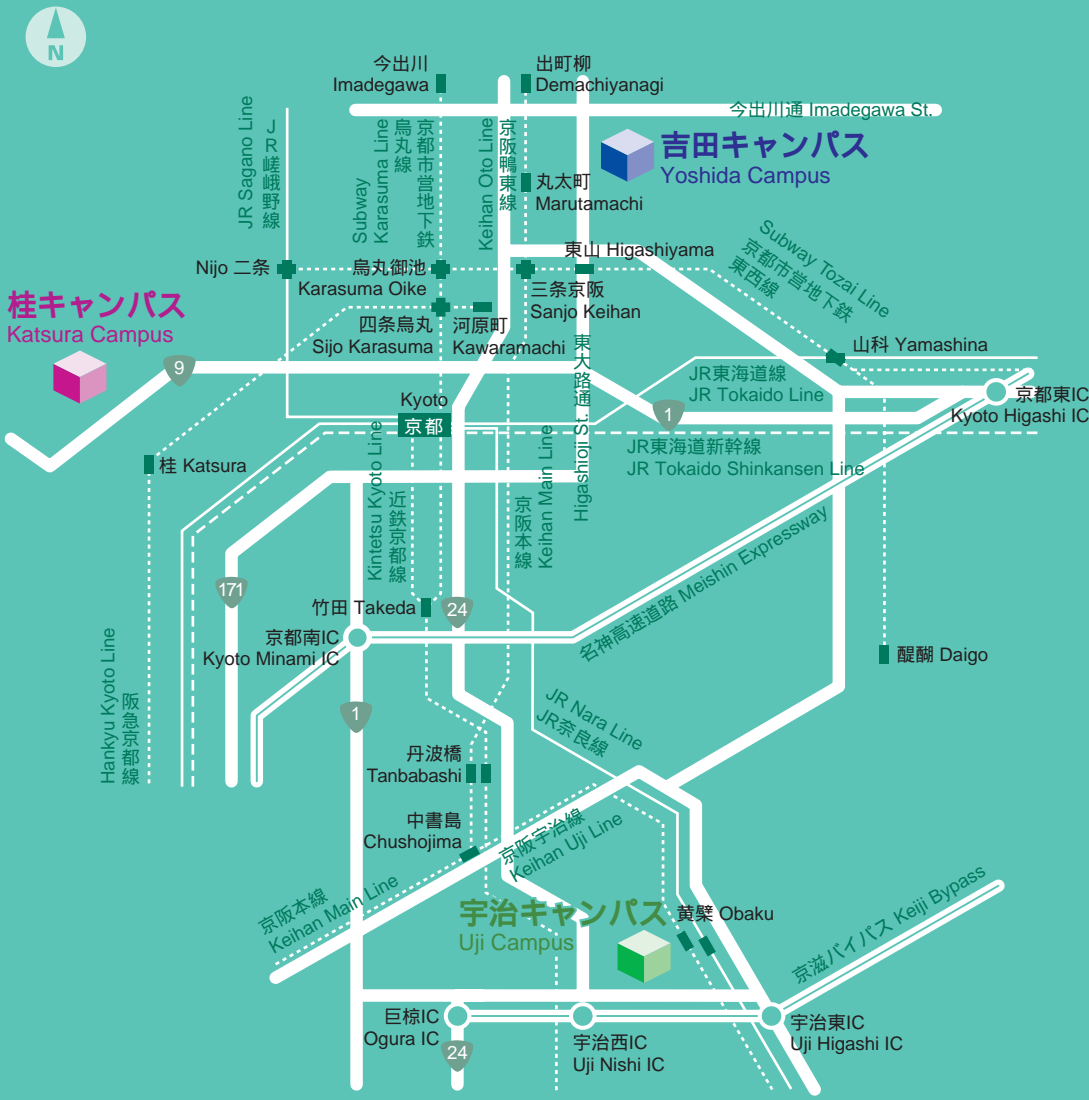 N
今出川
Imadegawa
出町柳
Demachiyanagi
今出川通 Imadegawa St.
吉田キャンパス
Yoshida Campus
JR Sagano Line
JR嵯峨野線
Subway
Karasuma Line
烏丸線
京都市営地下鉄
Keihan Oto Line
京阪鴨東線
丸太町
Marutamachi
東山 Higashiyama
Subway Tozai Line
京都市営地下鉄
東西線
Nijo 二条
烏丸御池
Karasuma Oike
三条京阪
Sanjo Keihan
桂キャンパス
Katsura Campus
四条烏丸
Sijo Karasuma
河原町
Kawaramachi
東大路通
Higashioji St.
山科 Yamashina
9
JR東海道線
JR Tokaido Line
京都東IC
Kyoto Higashi IC
1
Kyoto
京都
JR東海道新幹線
JR Tokaido Shinkansen Line
桂 Katsura
Kintetsu Kyoto Line
近鉄京都線
京阪本線
Keihan Main Line
名神高速道路 Meishin Expressway
171
竹田 Takeda
24
京都南IC
Kyoto Minami IC
醍醐 Daigo
Hankyu Kyoto Line
阪急京都線
1
JR Nara Line
JR奈良線
丹波橋
Tanbabashi
中書島
Chushojima
京阪宇治線
Keihan Uji Line
京阪本線
Keihan Main Line
宇治キャンパス
Uji Campus
黄檗 Obaku
京滋バイパス Keiji Bypass
巨椋IC
Ogura IC
24
宇治西IC
Uji Nishi IC
宇治東IC
Uji Higashi IC